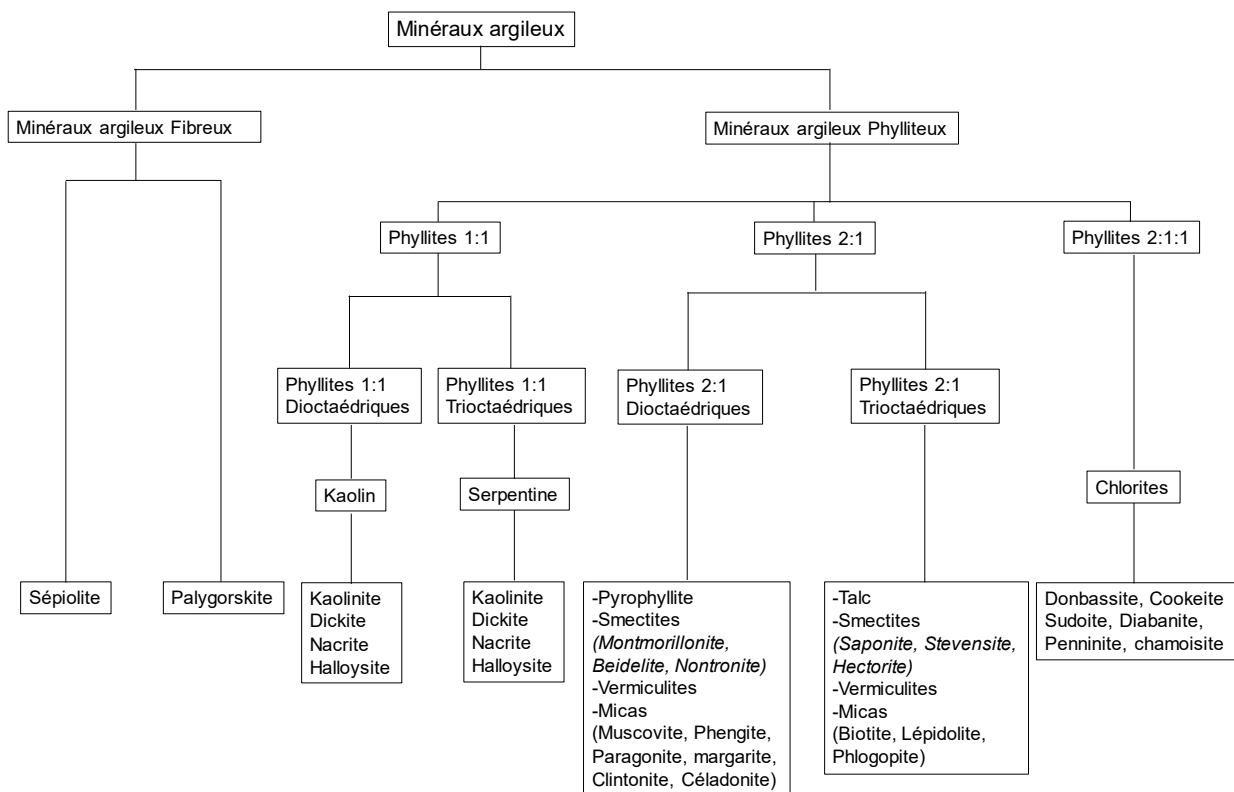 Minéraux argileux
Minéraux argileux Fibreux
Minéraux argileux Phylliteux
Phyllites 1:1
Phyllites 2:1
Phyllites 2:1:1
Phyllites 1:1
Dioctaédriques
Phyllites 1:1
Trioctaédriques
Phyllites 2:1
Dioctaédriques
Phyllites 2:1
Trioctaédriques
Kaolin
Serpentine
Chlorites
Sépiolite
Palygorskite
Kaolinite
Dickite
Nacrite
Halloysite
Kaolinite
Dickite
Nacrite
Halloysite
-Pyrophyllite
-Smectites
(Montmorillonite,
Beidelite, Nontronite)
-Vermiculites
-Micas
(Muscovite, Phengite,
Paragonite, margarite,
Clintonite, Céladonite)
-Talc
-Smectites
(Saponite, Stevensite,
Hectorite)
-Vermiculites
-Micas
(Biotite, Lépidolite,
Phlogopite)
Donbassite, Cookeite
Sudoite, Diabanite,
Penninite, chamoisite